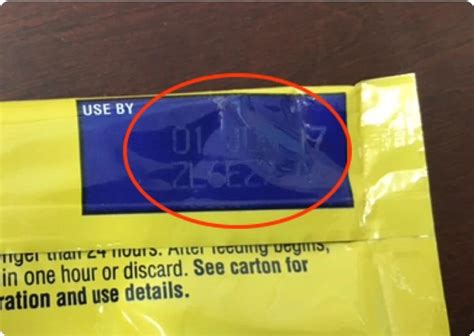 USE BY
01
nger than 24 hours. After feeding begins,
in one hour or discard. See carton for
ration and use details.